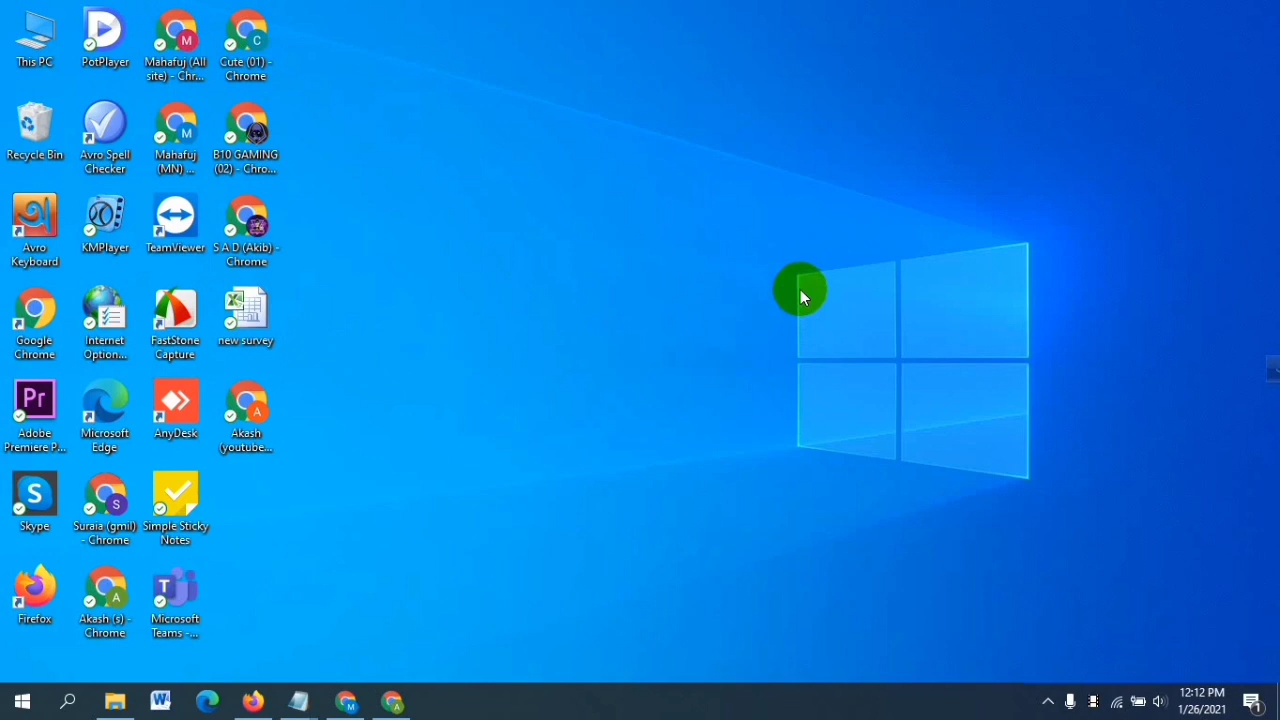 This PC
PotPlayer
Mahafuj (All
site) - Chr...
Cute (01) -
Chrome
Recycle Bin
Avro Spell
Checker
Mahafuj
(MN) ...
B10 GAMING
(02) - Chro...
Avro
Keyboard
KMPlayer
TeamViewer
S A D (Akib) -
Chrome
Google
Chrome
Internet
Option...
FastStone
Capture
new survey
Adobe
Premiere P...
Microsoft
Edge
AnyDesk
Akash
(youtube...
Skype
Suraia (gmil)
- Chrome
Simple Sticky
Notes
Firefox
Akash (s) -
Chrome
Microsoft
Teams -...
12:12 PM
1/26/2021
1